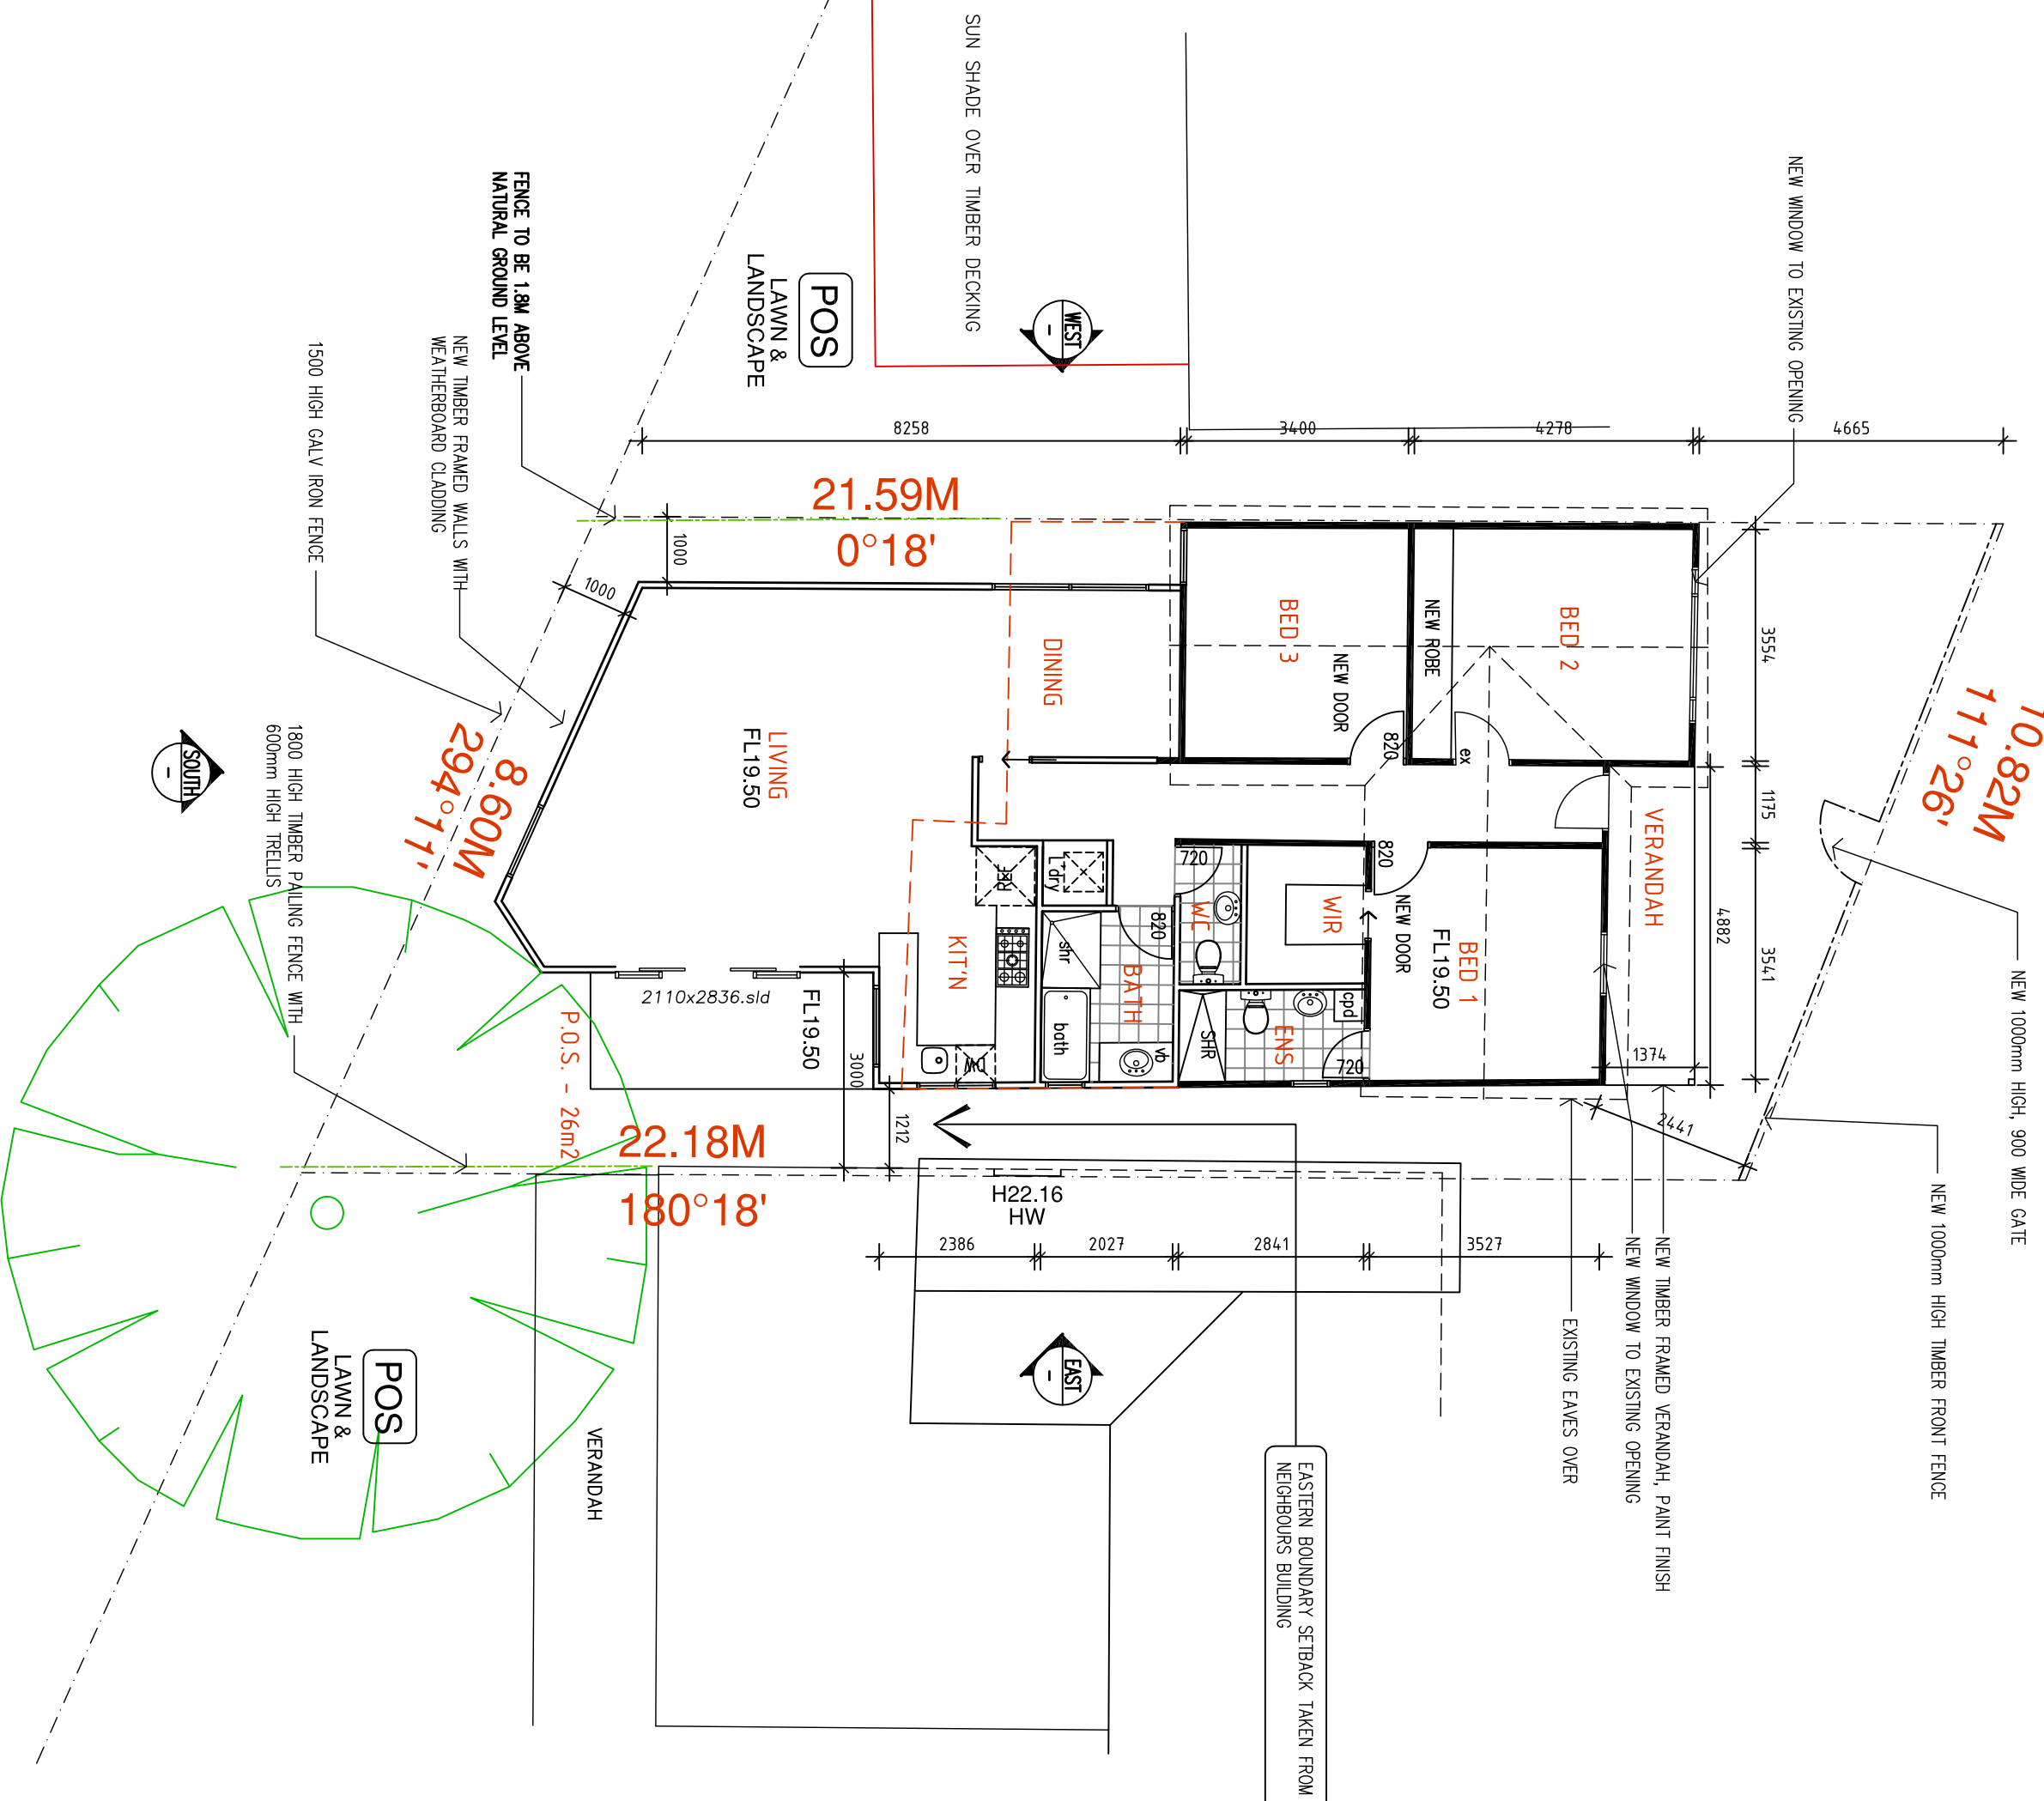 SUN SHADE OVER TIMBER DECKING
NEW WINDOW TO EXISTING OPENING
FENCE TO BE 1.8M ABOVE
NATURAL GROUND LEVEL
POS
LAWN &
LANDSCAPE
WEST
-
NEW TIMBER FRAMED WALLS WITH
WEATHERBOARD CLADDING
1500 HIGH GALV IRON FENCE
8258
3400
4278
4665
21.59M
0°18'
1000
1000
BED 3
NEW ROBE
BED 2
3554
NEW DOOR
DINING
10.82M
111°26'
820
ex
1175
SOUTH
-
1800 HIGH TIMBER PAILING FENCE WITH
600mm HIGH TRELLIS
8.60M
294°11'
LIVING
FL19.50
VERANDAH
NEW 1000mm HIGH, 900 WIDE GATE
REF
L'dry
720
820
WIR
NEW DOOR
WC
4882
KIT'N
shr
820
BATH
BED 1
FL19.50
3541
2110x2836.sld
FL19.50
bath
vb
cpd
ENS
SHR
720
1374
P.O.S. - 26m2
3000
DW
1212
2441
22.18M
180°18'
H22.16
HW
2386
2027
2841
3527
NEW 1000mm HIGH TIMBER FRONT FENCE
NEW TIMBER FRAMED VERANDAH, PAINT FINISH
NEW WINDOW TO EXISTING OPENING
EXISTING EAVES OVER
EAST
-
POS
LAWN &
LANDSCAPE
VERANDAH
EASTERN BOUNDARY SETBACK TAKEN FROM
NEIGHBOURS BUILDING